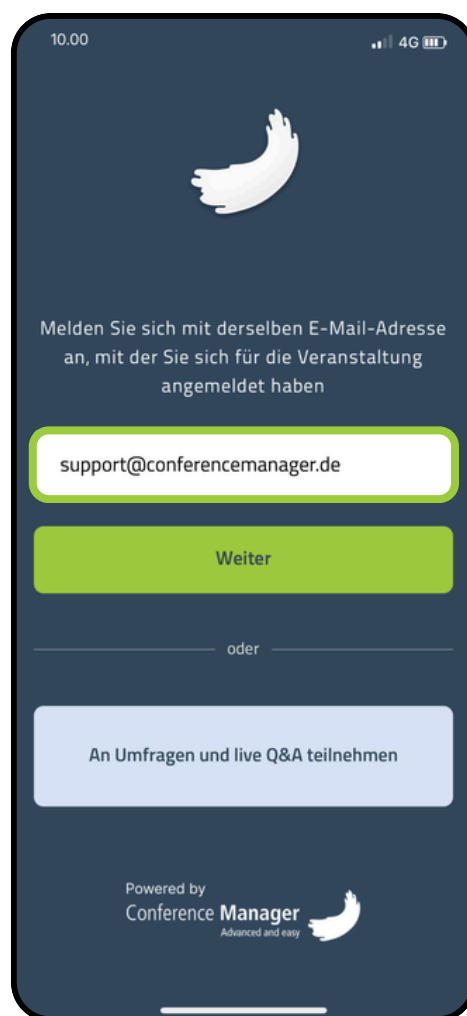 10.00
4G
Melden Sie sich mit derselben E-Mail-Adresse
an, mit der Sie sich für die Veranstaltung
angemeldet haben
support@conferencemanager.de
Weiter
oder
An Umfragen und live Q&A teilnehmen
Powered by
Conference Manager
Advanced and easy